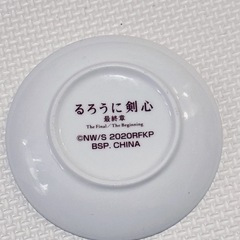 るろうに剣心
最終章
The Final／The Beginning
©NW/S 2020RFKP
BSP. CHINA